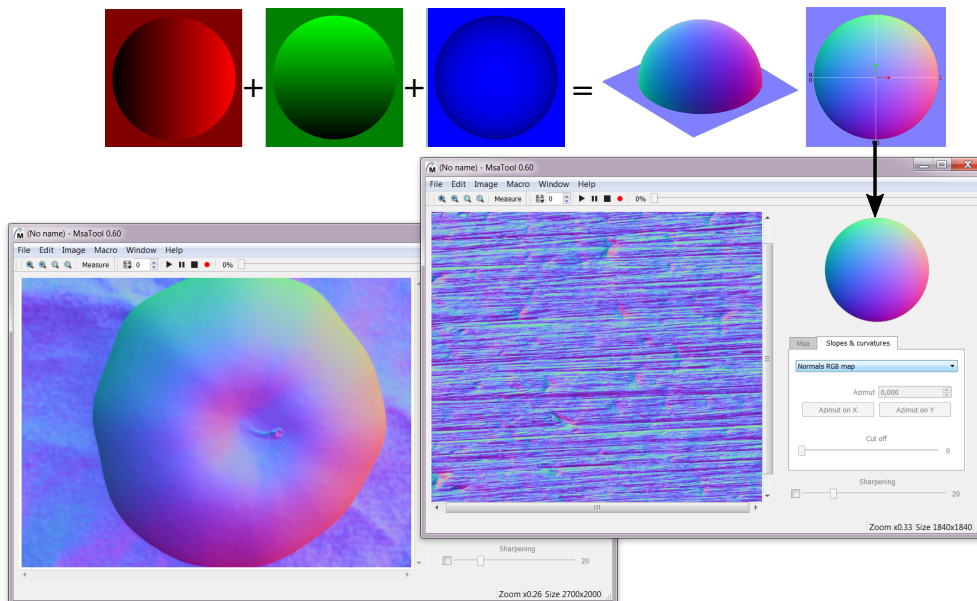 + + =
(No name) - MsaTool 0.60
File Edit Image Macro Window Help
Measure 0 0%
Msa Slopes & curvatures
Normals RGB map
Azimut 0,000
Azimut on X Azimut on Y
Cut off
0
Sharpening
20
Zoom x0.33 Size 1840x1840
(No name) - MsaTool 0.60
File Edit Image Macro Window Help
Measure 0 0%
Sharpening
20
Zoom x0.26 Size 2700x2000